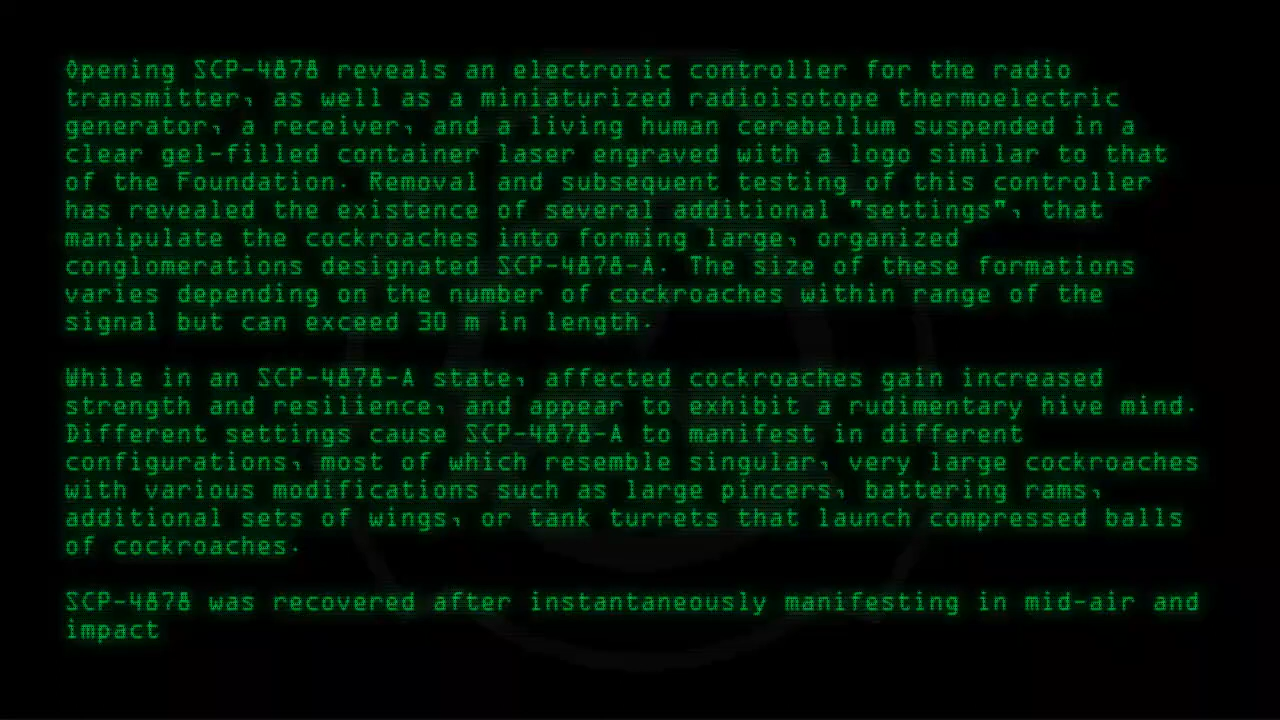 Opening SCP-4878 reveals an electronic controller for the radio
transmitter, as well as a miniaturized radioisotope thermoelectric
generator, a receiver, and a living human cerebellum suspended in a
clear gel-filled container laser engraved with a logo similar to that
of the Foundation. Removal and subsequent testing of this controller
has revealed the existence of several additional "settings", that
manipulate the cockroaches into forming large, organized
conglomerations designated SCP-4878-A. The size of these formations
varies depending on the number of cockroaches within range of the
signal but can exceed 30 m in length.
While in an SCP-4878-A state, affected cockroaches gain increased
strength and resilience, and appear to exhibit a rudimentary hive mind.
Different settings cause SCP-4878-A to manifest in different
configurations, most of which resemble singular, very large cockroaches
with various modifications such as large pincers, battering rams,
additional sets of wings, or tank turrets that launch compressed balls
of cockroaches.
SCP-4878 was recovered after instantaneously manifesting in mid-air and
impact